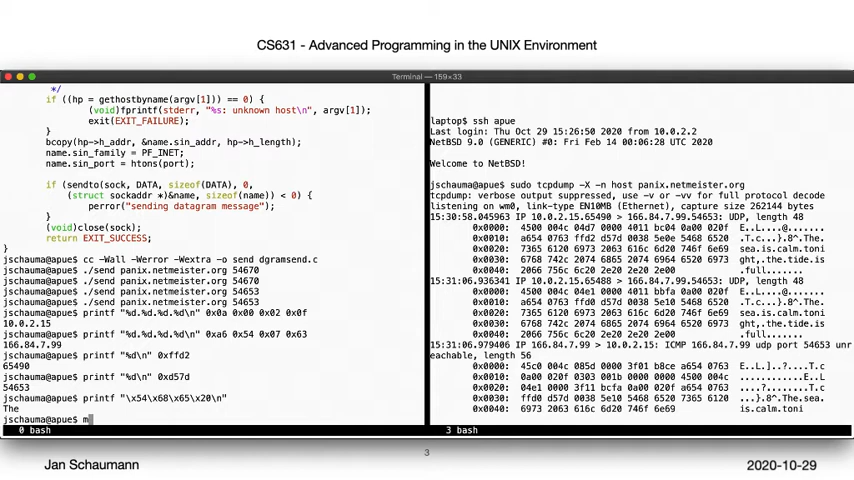 CS631 - Advanced Programming in the UNIX Environment
Terminal — 159×33
*/
if ((hp = gethostbyname(argv[1])) == 0) {
(void)fprintf(stderr, "%s: unknown host\n", argv[1]);
exit(EXIT_FAILURE);
}
bcopy(hp->h_addr, &name.sin_addr, hp->h_length);
name.sin_family = PF_INET;
name.sin_port = htons(port);
if (sendto(sock, DATA, sizeof(DATA), 0,
(struct sockaddr *)&name, sizeof(name)) < 0) {
perror("sending datagram message");
}
(void)close(sock);
return EXIT_SUCCESS;
}
jschauma@apue$ cc -Wall -Werror -Wextra -o send dgramsend.c
jschauma@apue$ ./send panix.netmeister.org 54670
jschauma@apue$ ./send panix.netmeister.org 54670
jschauma@apue$ ./send panix.netmeister.org 54653
jschauma@apue$ ./send panix.netmeister.org 54653
jschauma@apue$ printf "%d.%d.%d.%d\n" 0x0a 0x00 0x02 0x0f
10.0.2.15
jschauma@apue$ printf "%d.%d.%d.%d\n" 0xa6 0x54 0x07 0x63
166.84.7.99
jschauma@apue$ printf "%d\n" 0xffd2
65490
jschauma@apue$ printf "%d\n" 0xd57d
54653
jschauma@apue$ printf "\x54\x68\x65\x20\n"
The
jschauma@apue$ m
0 bash
laptop$ ssh apue
Last login: Thu Oct 29 15:26:50 2020 from 10.0.2.2
NetBSD 9.0 (GENERIC) #0: Fri Feb 14 00:06:28 UTC 2020
Welcome to NetBSD!
jschauma@apue$ sudo tcpdump -X -n host panix.netmeister.org
tcpdump: verbose output suppressed, use -v or -vv for full protocol decode
listening on wm0, link-type EN10MB (Ethernet), capture size 262144 bytes
15:30:58.045963 IP 10.0.2.15.65490 > 166.84.7.99.54653: UDP, length 48
0x0000: 4500 004c 04d7 0000 4011 bc04 0a00 020f E..L....@.......
0x0010: a654 0763 ffd2 d57d 0038 5e0e 5468 6520 .T.c...}.8^.The.
0x0020: 7365 6120 6973 2063 616c 6d20 746f 6e69 sea.is.calm.toni
0x0030: 6768 742c 2074 6865 2074 6964 6520 6973 ght,.the.tide.is
0x0040: 2066 756c 6c20 2e20 2e20 2e00 .full.......
15:31:06.936341 IP 10.0.2.15.65488 > 166.84.7.99.54653: UDP, length 48
0x0000: 4500 004c 04e1 0000 4011 bbfa 0a00 020f E..L....@.......
0x0010: a654 0763 ffd0 d57d 0038 5e10 5468 6520 .T.c...}.8^.The.
0x0020: 7365 6120 6973 2063 616c 6d20 746f 6e69 sea.is.calm.toni
0x0030: 6768 742c 2074 6865 2074 6964 6520 6973 ght,.the.tide.is
0x0040: 2066 756c 6c20 2e20 2e20 2e00 .full.......
15:31:06.979406 IP 166.84.7.99 > 10.0.2.15: ICMP 166.84.7.99 udp port 54653 unr
eachable, length 56
0x0000: 45c0 004c 085d 0000 3f01 b8ce a654 0763 E..L.]..?....T.c
0x0010: 0a00 020f 0303 001b 0000 0000 4500 004c ............E..L
0x0020: 04e1 0000 3f11 bcfa 0a00 020f a654 0763 ....?........T.c
0x0030: ffd0 d57d 0038 5e10 5468 6520 7365 6120 ...}.8^.The.sea.
0x0040: 6973 2063 616c 6d20 746f 6e69 is.calm.toni
3 bash
3
Jan Schaumann
2020-10-29